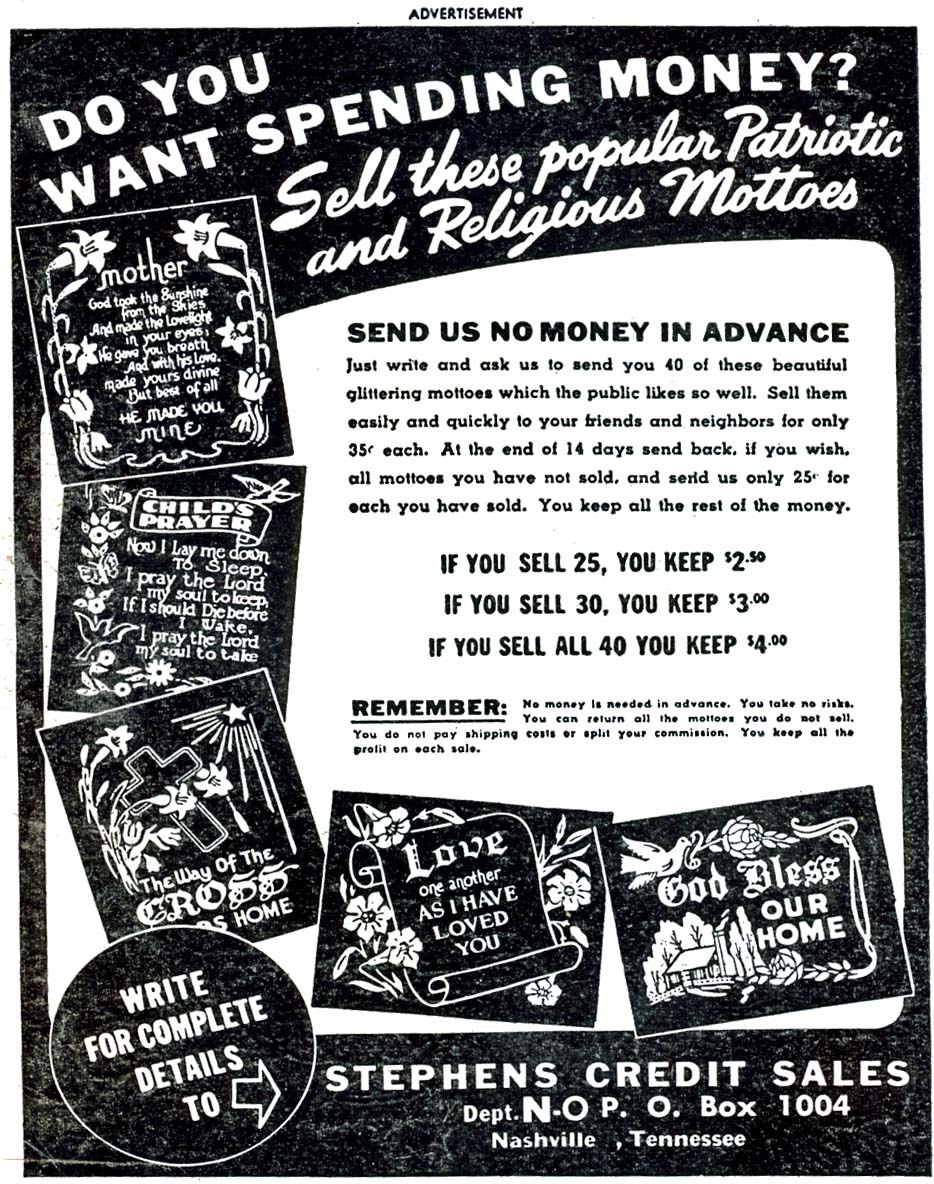 ADVERTISEMENT
DO YOU
WANT SPENDING MONEY?
Sell these popular Patriotic
and Religious Mottoes
mother
God took the Sunshine
from the Skies
And made the Lovelight
in your eyes;
He gave you breath
And with his Love,
made yours divine
But best of all
HE MADE YOU
MINE
CHILD'S
PRAYER
Now I Lay me down
To Sleep,
I pray the Lord
my soul to keep,
If I should Die before
I Wake,
I pray the Lord
my soul to take
The Way Of The
CROSS
DS HOME
SEND US NO MONEY IN ADVANCE
Just write and ask us to send you 40 of these beautiful
glittering mottoes which the public likes so well. Sell them
easily and quickly to your friends and neighbors for only
35¢ each. At the end of 14 days send back, if you wish,
all mottoes you have not sold, and send us only 25¢ for
each you have sold. You keep all the rest of the money.
IF YOU SELL 25, YOU KEEP $2.50
IF YOU SELL 30, YOU KEEP $3.00
IF YOU SELL ALL 40 YOU KEEP $4.00
REMEMBER: No money is needed in advance. You take no risks.
You can return all the mottoes you do not sell.
You do not pay shipping costs or split your commission. You keep all the
profit on each sale.
Love
one another
AS I HAVE
LOVED
YOU
God Bless
OUR
HOME
WRITE
FOR COMPLETE
DETAILS
TO
STEPHENS CREDIT SALES
Dept. N-O P. O. Box 1004
Nashville , Tennessee